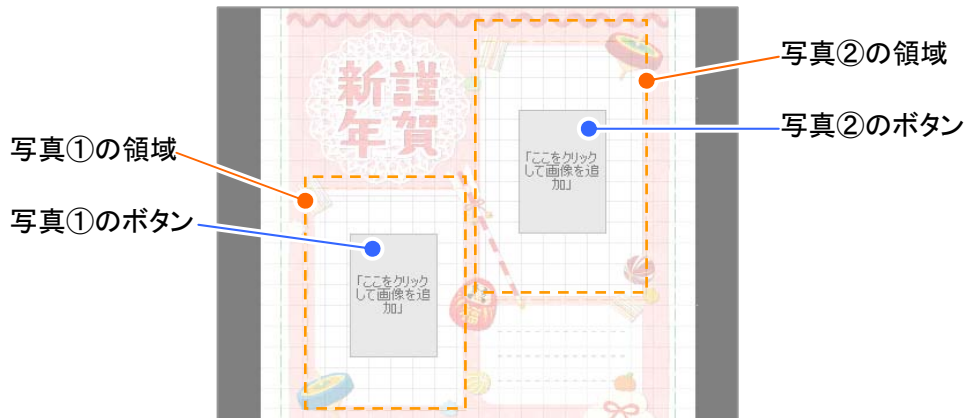 謹賀
新年
写真②の領域
写真②のボタン
「ここをクリック
して画像を追
加」
写真①の領域
写真①のボタン
「ここをクリック
して画像を追
加」